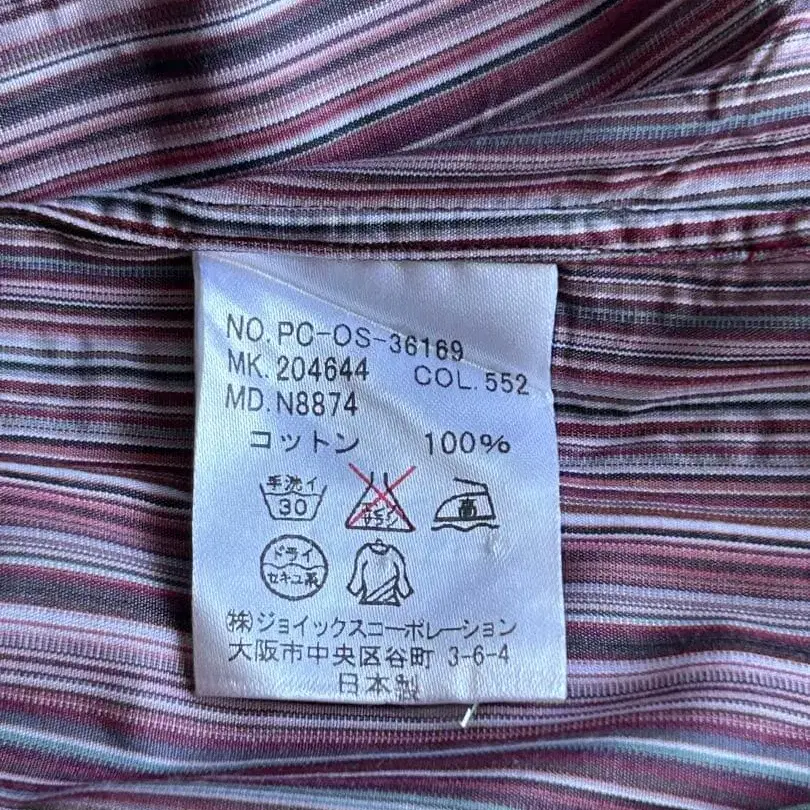 NO.PC-OS-36169
MK.204644 COL.552
MD.N8874
コットン 100%
手洗イ
30
エンソサラシ
高
ドライ
セキユ系
㈱ジョイックスコーポレーション
大阪市中央区谷町 3-6-4
日本製